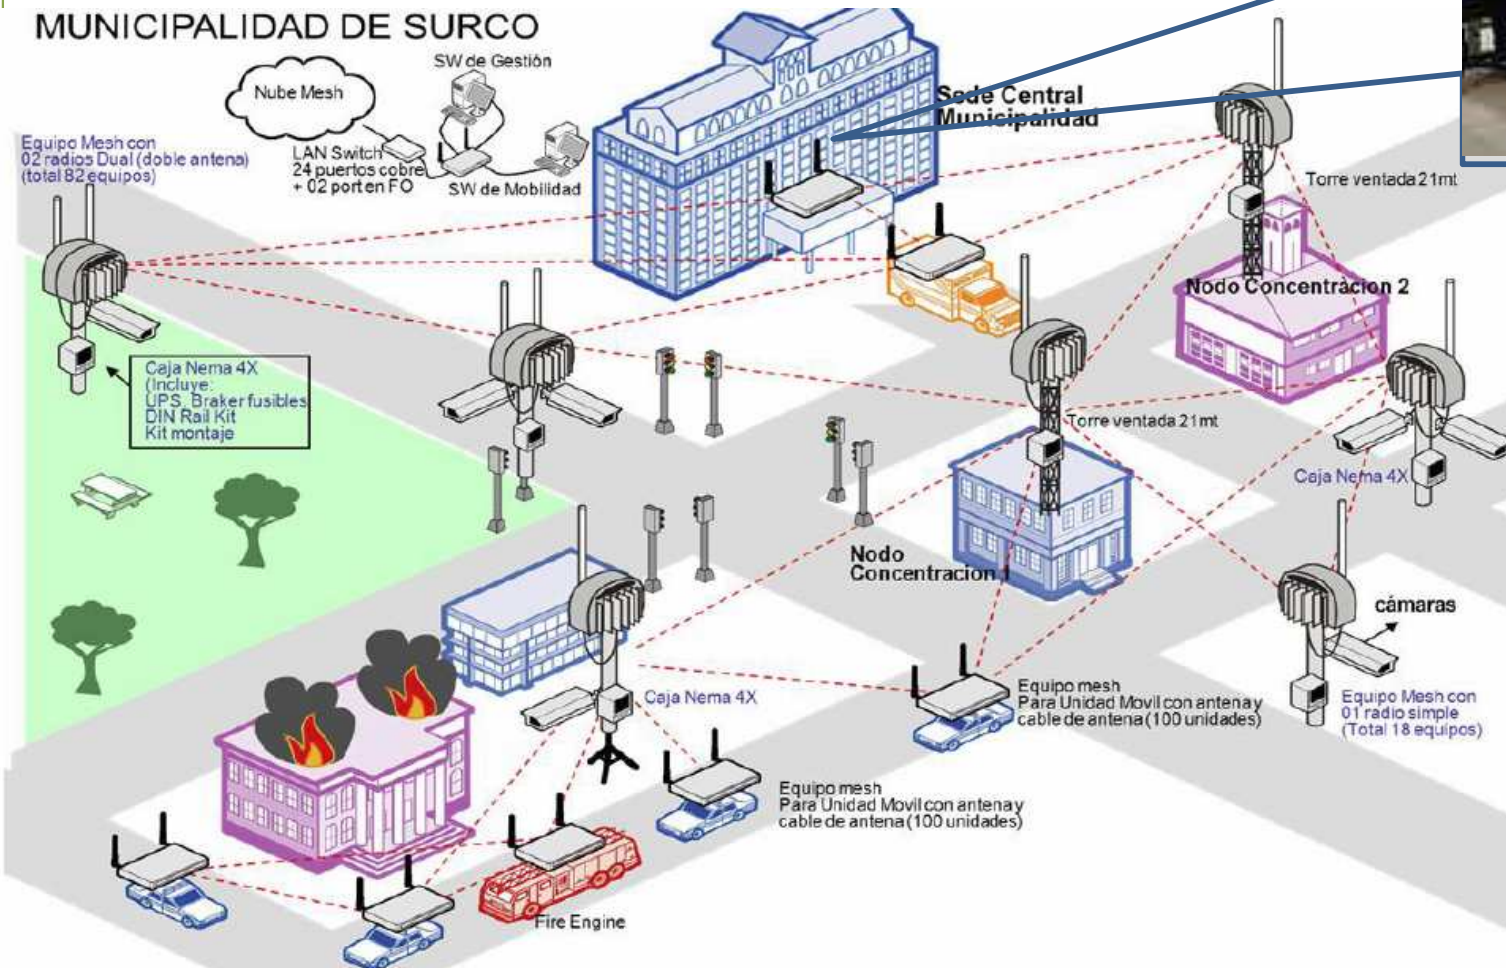 MUNICIPALIDAD DE SURCO
SW de Gestión
Nube Mesh
LAN Switch
24 puertos cobre
+ 02 port en FO
SW de Mobilidad
Sede Central
Munisipalidad
Equipo Mesh con
02 radios Dual (doble antena)
(total 82 equipos)
Torre ventada 21mt
Nodo Concentracion 2
Caja Nema 4X
(Incluye:
UPS, Braker fusibles
DIN Rail Kit
Kit montaje
Torre ventada 21mt
Caja Nema 4X
Nodo
Concentracion 1
cámaras
Caja Nema 4X
Equipo mesh
Para Unidad Movil con antena y
cable de antena (100 unidades)
Equipo Mesh con
01 radio simple
(Total 18 equipos)
Equipo mesh
Para Unidad Movil con antena y
cable de antena (100 unidades)
Fire Engine